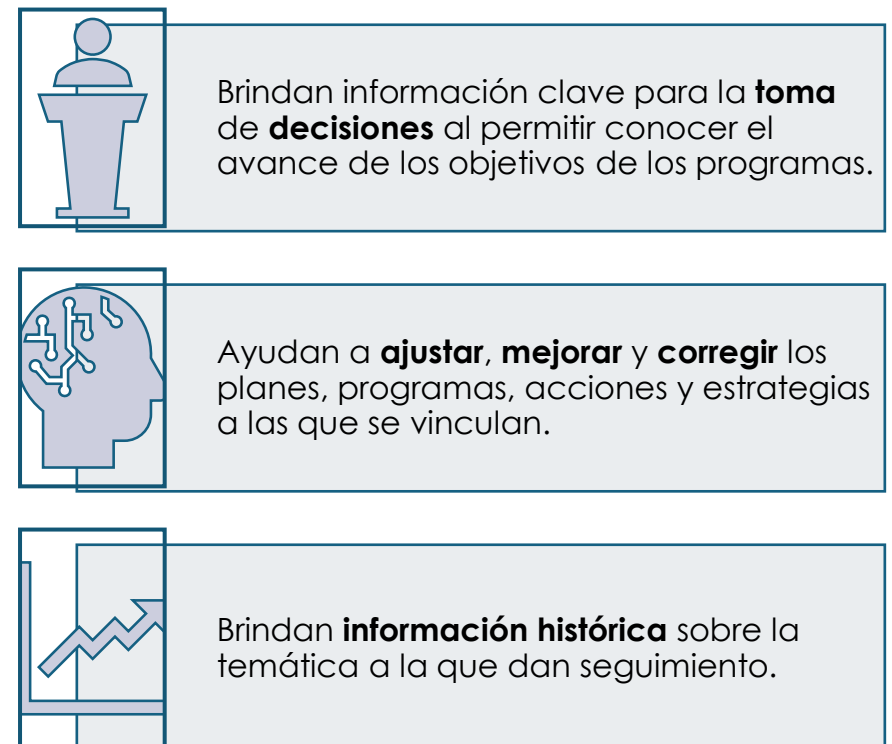 Brindan información clave para la toma
de decisiones al permitir conocer el
avance de los objetivos de los programas.
Ayudan a ajustar, mejorar y corregir los
planes, programas, acciones y estrategias
a las que se vinculan.
Brindan información histórica sobre la
temática a la que dan seguimiento.